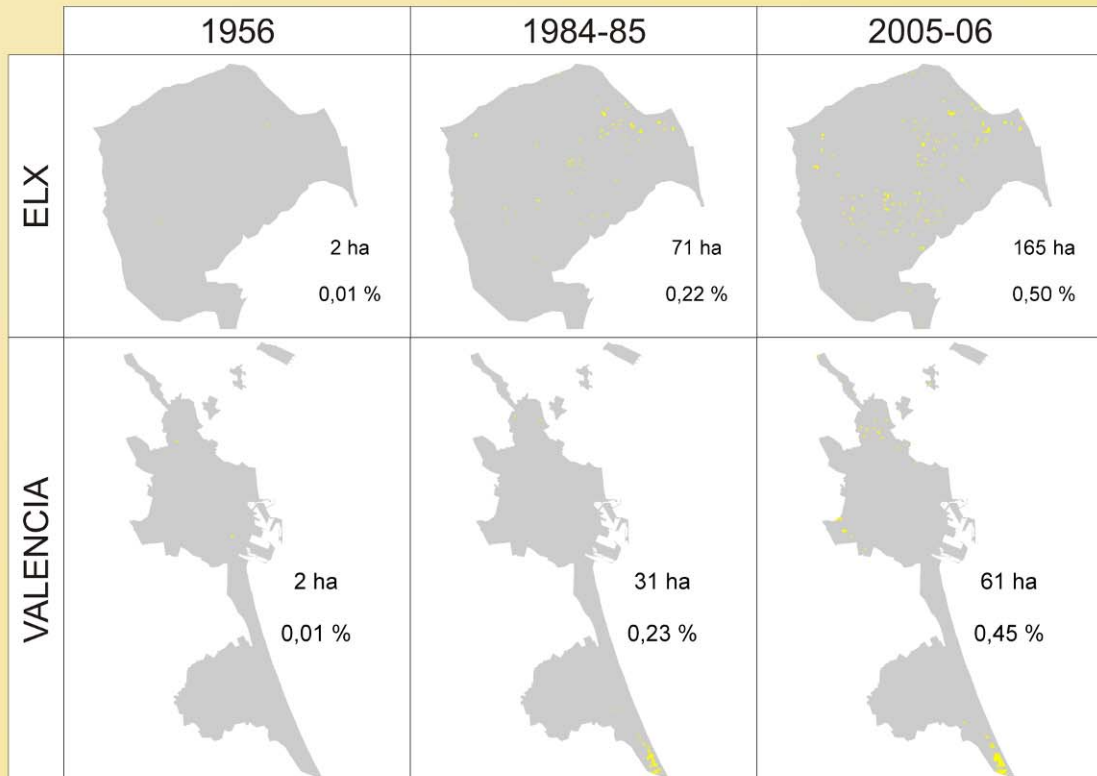 1956
1984-85
2005-06
ELX
2 ha
0,01 %
71 ha
0,22 %
165 ha
0,50 %
VALENCIA
2 ha
0,01 %
31 ha
0,23 %
61 ha
0,45 %